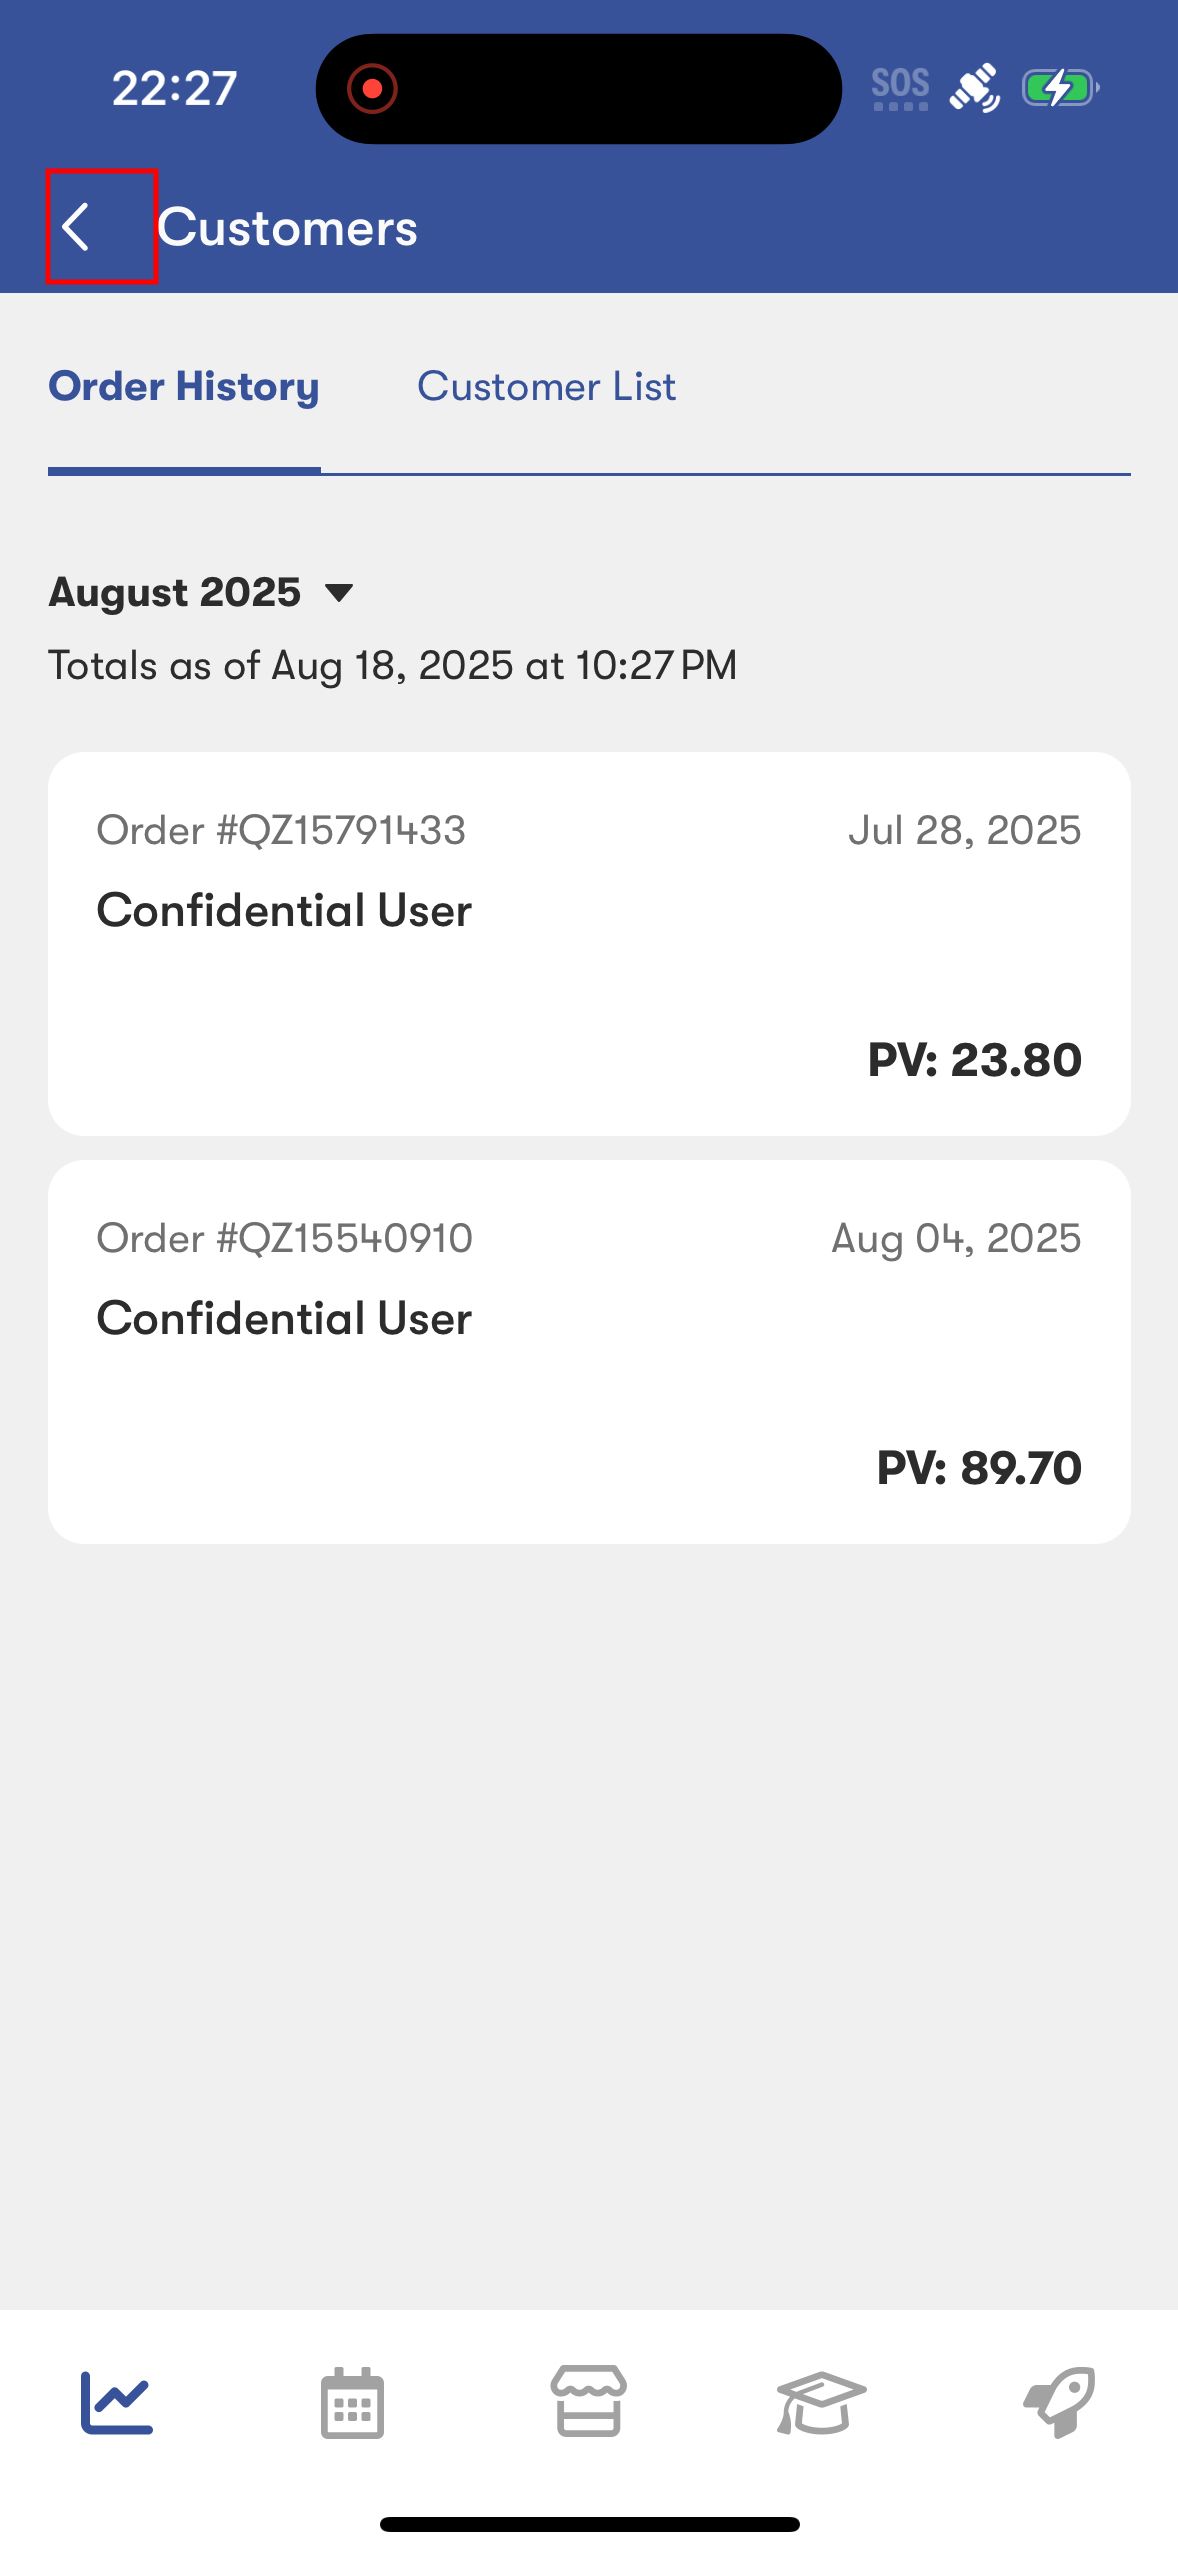 22:27
SOS
Customers
Order History
Customer List
August 2025
Totals as of Aug 18, 2025 at 10:27 PM
Order #QZ15791433
Jul 28, 2025
Confidential User
PV: 23.80
Order #QZ15540910
Aug 04, 2025
Confidential User
PV: 89.70